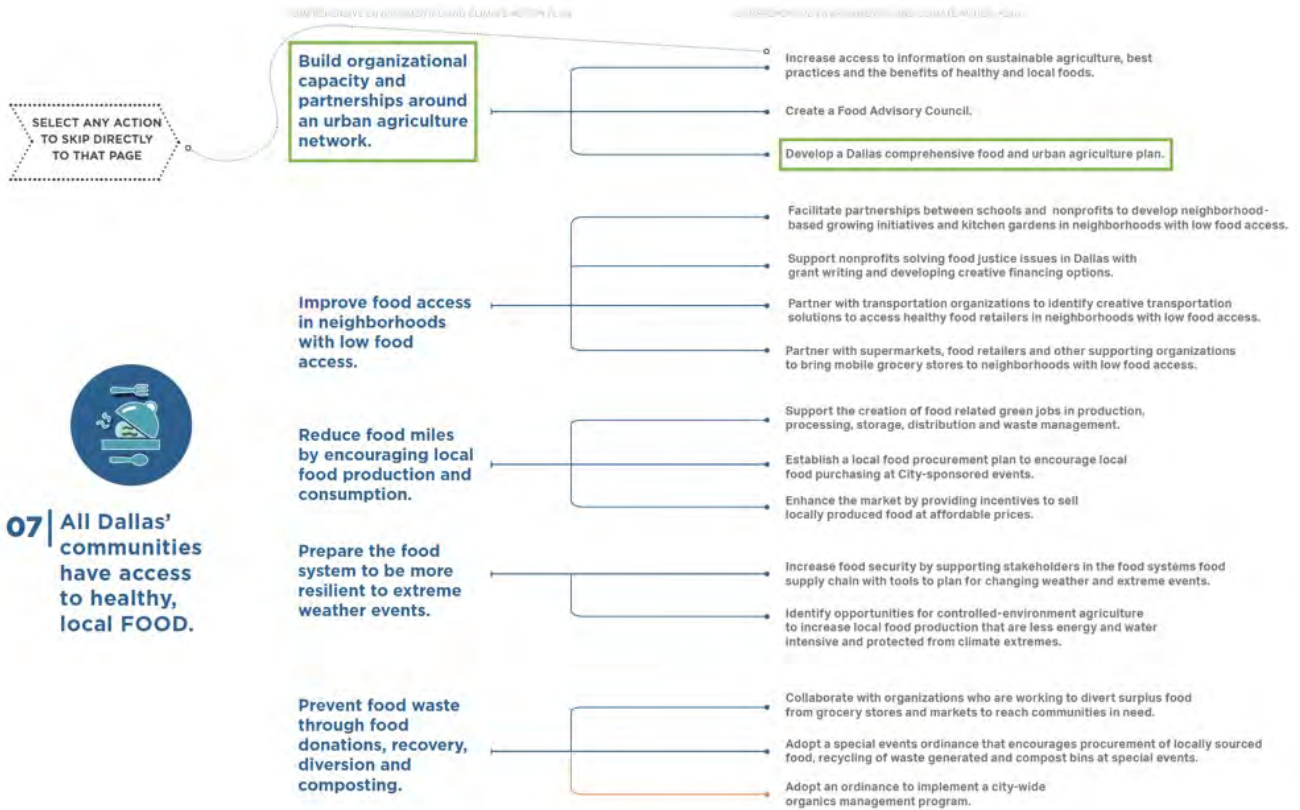 COMPREHENSIVE ENVIRONMENTAL AND CLIMATE ACTION PLAN
SELECT ANY ACTION
TO SKIP DIRECTLY
TO THAT PAGE
07
All Dallas'
communities
have access
to healthy,
local FOOD.
Build organizational
capacity and
partnerships around
an urban agriculture
network.
Increase access to information on sustainable agriculture, best
practices and the benefits of healthy and local foods.
Create a Food Advisory Council.
Develop a Dallas comprehensive food and urban agriculture plan.
Improve food access
in neighborhoods
with low food
access.
Facilitate partnerships between schools and nonprofits to develop neighborhood-
based growing initiatives and kitchen gardens in neighborhoods with low food access.
Support nonprofits solving food justice issues in Dallas with
grant writing and developing creative financing options.
Partner with transportation organizations to identify creative transportation
solutions to access healthy food retailers in neighborhoods with low food access.
Partner with supermarkets, food retailers and other supporting organizations
to bring mobile grocery stores to neighborhoods with low food access.
Reduce food miles
by encouraging local
food production and
consumption.
Support the creation of food related green jobs in production,
processing, storage, distribution and waste management.
Establish a local food procurement plan to encourage local
food purchasing at City-sponsored events.
Enhance the market by providing incentives to sell
locally produced food at affordable prices.
Prepare the food
system to be more
resilient to extreme
weather events.
Increase food security by supporting stakeholders in the food systems food
supply chain with tools to plan for changing weather and extreme events.
Identify opportunities for controlled-environment agriculture
to increase local food production that are less energy and water
intensive and protected from climate extremes.
Prevent food waste
through food
donations, recovery,
diversion and
composting.
Collaborate with organizations who are working to divert surplus food
from grocery stores and markets to reach communities in need.
Adopt a special events ordinance that encourages procurement of locally sourced
food, recycling of waste generated and compost bins at special events.
Adopt an ordinance to implement a city-wide
organics management program.